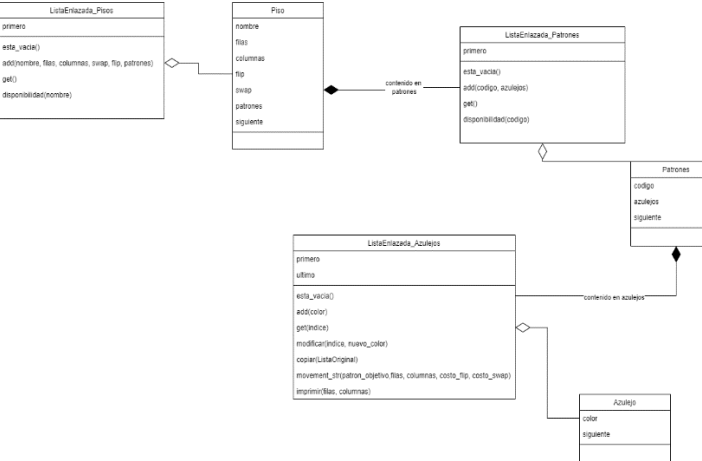 ListaEnlazada_Pisos
primero
esta_vacia()
add(nombre, filas, columnas, swap, flip, patrones)
get()
disponibilidad(nombre)
Piso
nombre
filas
columnas
flip
swap
patrones
siguiente
contenido en
patrones
ListaEnlazada_Patrones
primero
esta_vacia()
add(codigo, azulejos)
get()
disponibilidad(codigo)
Patrones
codigo
azulejos
siguiente
ListaEnlazada_Azulejos
primero
ultimo
esta_vacia()
add(color)
get(indice)
modificar(indice, nuevo_color)
copiar(ListaOriginal)
movement_str(patron_objetivo,filas, columnas, costo_flip, costo_swap)
imprimir(filas, columnas)
contenido en azulejos
Azulejo
color
siguiente